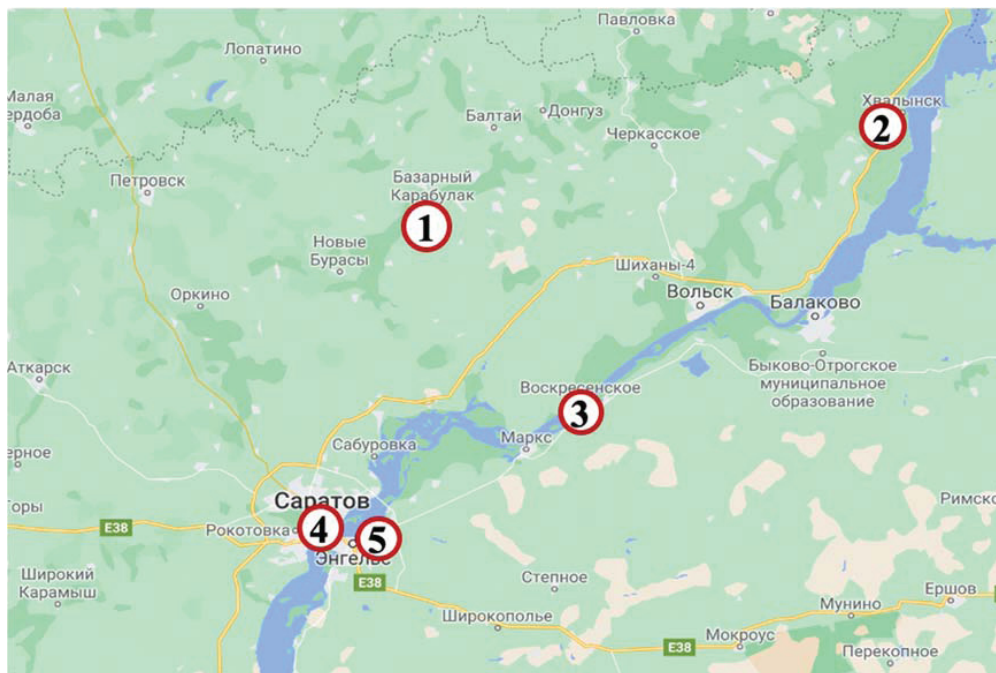 Павловка
Лопатино
Малая
ердоба
Донгуз
Балтай
Хвалынск
2
Черкасское
Петровск
Базарный
Карабулак
1
Новые
Бурасы
Шиханы-4
Вольск
Балаково
Оркино
Аткарск
Быково-Отрогское
муниципальное
образование
Воскресенское
3
Маркс
Сабуровка
ерное
Саратов
Горы
E38
Рокотовка
4
5
Энгельс
E38
Римско
Широкий
Карамыш
Степное
Широкополье
E38
Мокроус
Мунино
Ершов
Перекопное